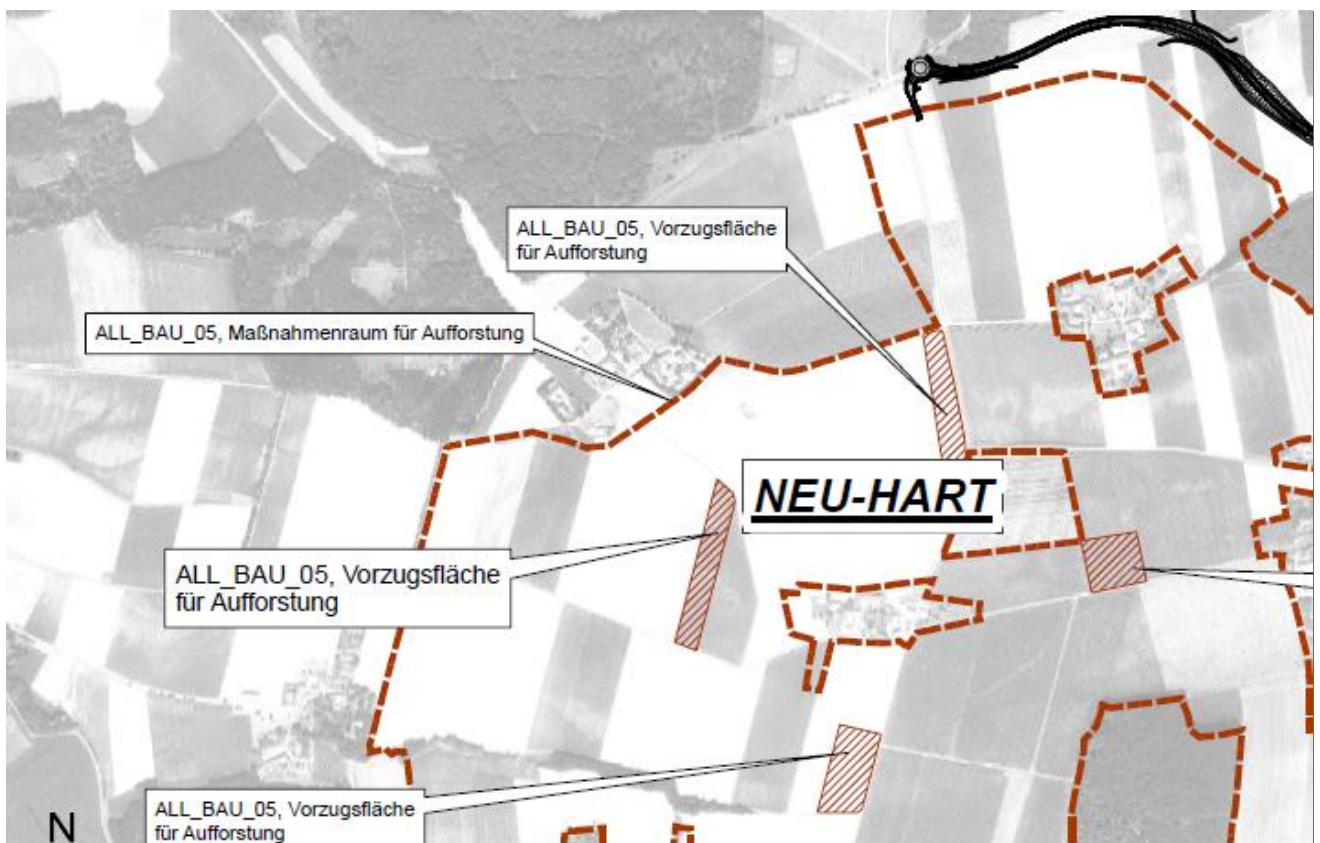 ALL_BAU_05, Vorzugsfläche
für Aufforstung
ALL_BAU_05, Maßnahmenraum für Aufforstung
NEU-HART
ALL_BAU_05, Vorzugsfläche
für Aufforstung
ALL_BAU_05, Vorzugsfläche
für Aufforstung
N